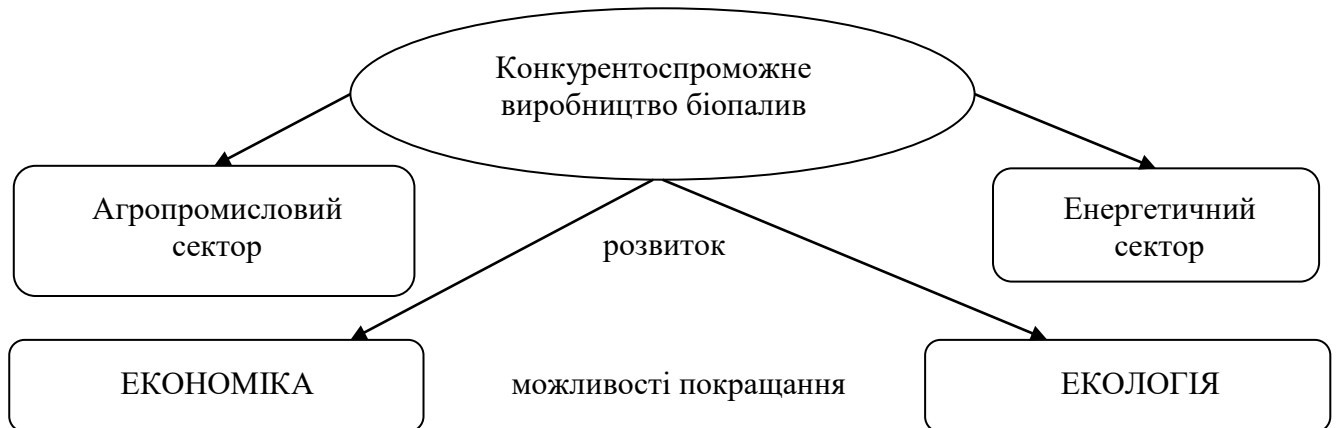 Конкурентоспроможне
виробництво біопалив
Агропромисловий
сектор
Енергетичний
сектор
розвиток
ЕКОНОМІКА
можливості покращання
ЕКОЛОГІЯ